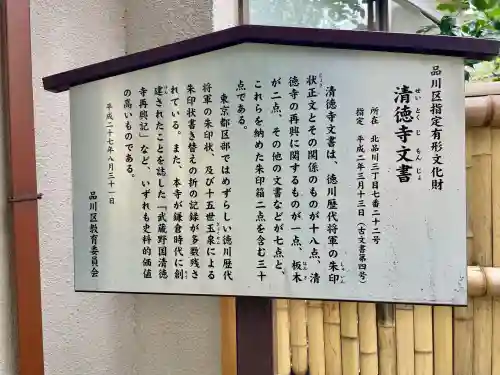 品川区指定有形文化財
せい とく じ もん じょ
清徳寺文書
所在　北品川三丁目七番二十二号
指定　平成二年三月十三日（古文書第四号）
清徳寺文書は、徳川歴代将軍の朱印
状正文とその関係のものが十八点、清
徳寺の再興に関するものが一点、板木
が二点、その他の文書などが七点と、
これらを納めた朱印箱二点を含む三十
点である。
東京都区部ではめずらしい徳川歴代
将軍の朱印状、及び十五世玉泉による
朱印状書き替えの折の記録が多数残さ
れている。また、本寺が鎌倉時代に創
建されたことを誌した「武蔵野国清徳
寺再興記」など、いずれも史料的価値
の高いものである。
平成二十七年八月三十一日
品川区教育委員会